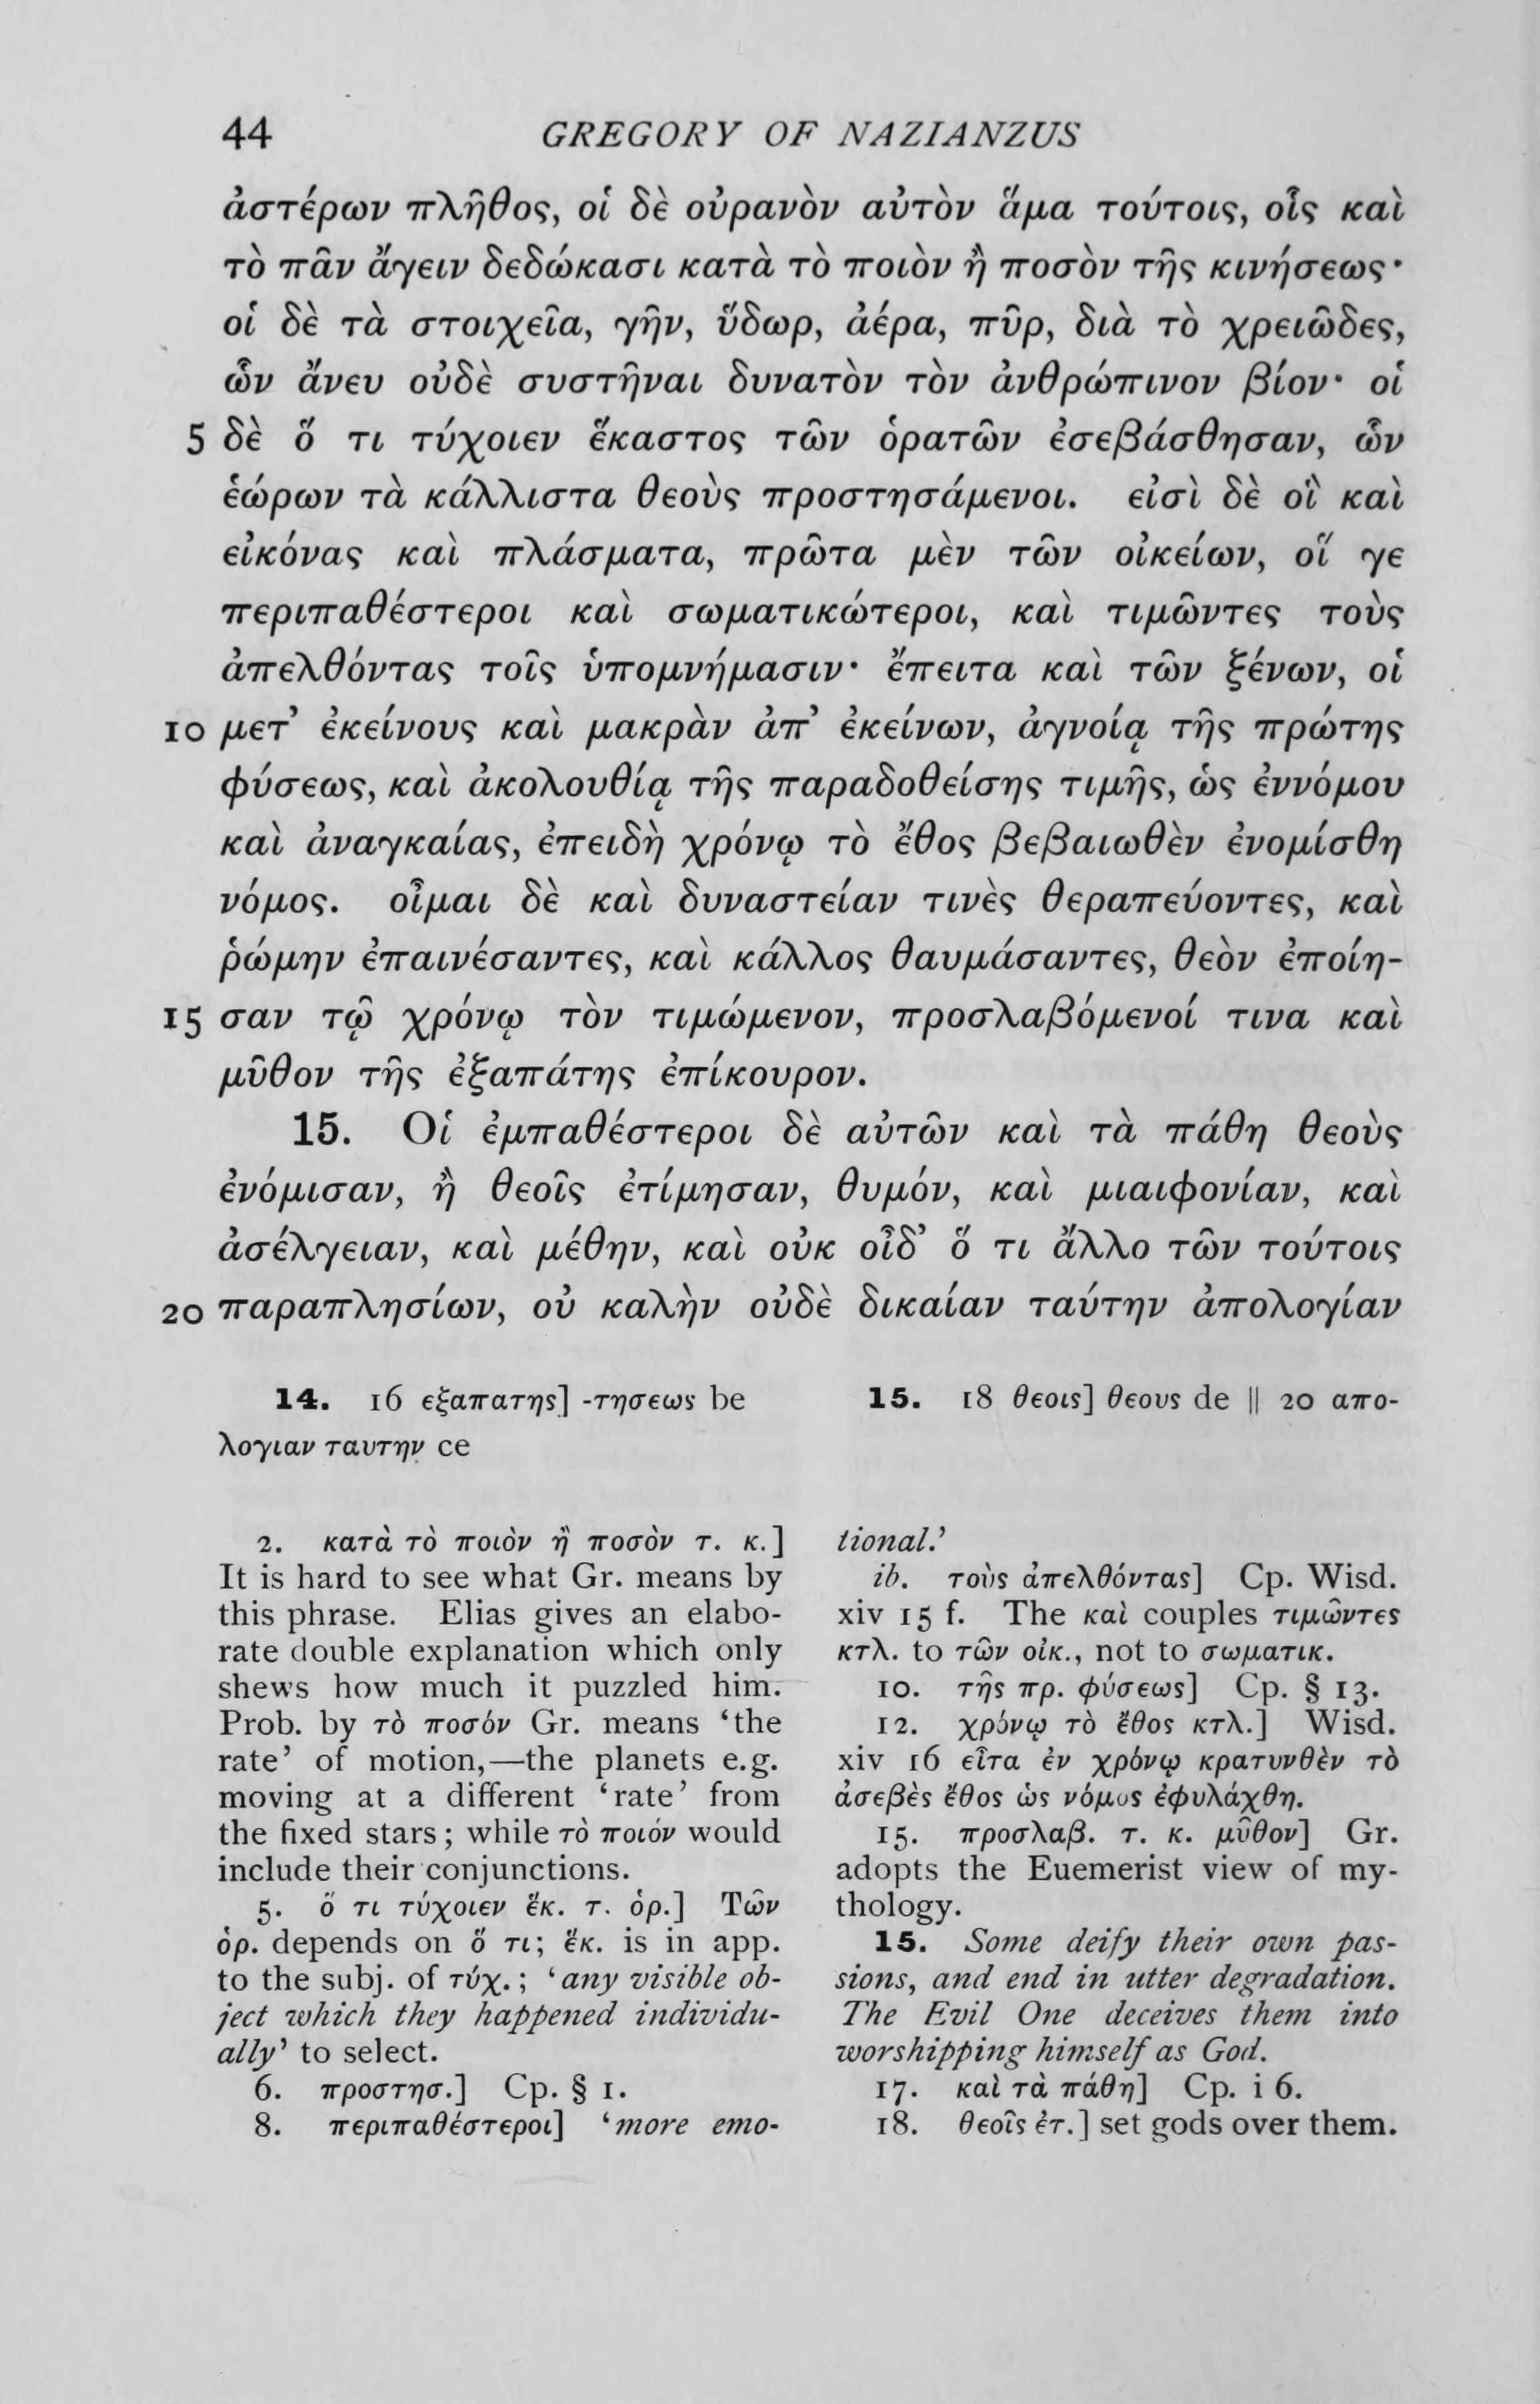 44 GREGORY OF NAZIANZUS
ἀστέρων πλῆθος, οἱ δὲ οὐρανὸν αὐτὸν ἅμα τούτοις, οἷς καὶ
τὸ πᾶν ἄγειν δεδώκασι κατὰ τὸ ποιὸν ἢ ποσὸν τῆς κινήσεως·
οἱ δὲ τὰ στοιχεῖα, γῆν, ὕδωρ, ἀέρα, πῦρ, διὰ τὸ χρειῶδες,
ὧν ἄνευ οὐδὲ συστῆναι δυνατὸν τὸν ἀνθρώπινον βίον· οἱ
5 δὲ ὅ τι τύχοιεν ἕκαστος τῶν ὁρατῶν ἐσεβάσθησαν, ὧν
ἑώρων τὰ κάλλιστα θεοὺς προστησάμενοι. εἰσὶ δὲ οἳ καὶ
εἰκόνας καὶ πλάσματα, πρῶτα μὲν τῶν οἰκείων, οἵ γε
περιπαθέστεροι καὶ σωματικώτεροι, καὶ τιμῶντες τοὺς
ἀπελθόντας τοῖς ὑπομνήμασιν· ἔπειτα καὶ τῶν ξένων, οἱ
10 μετ’ ἐκείνους καὶ μακρὰν ἀπ’ ἐκείνων, ἀγνοίᾳ τῆς πρώτης
φύσεως, καὶ ἀκολουθίᾳ τῆς παραδοθείσης τιμῆς, ὡς ἐννόμου
καὶ ἀναγκαίας, ἐπειδὴ χρόνῳ τὸ ἔθος βεβαιωθὲν ἐνομίσθη
νόμος. οἶμαι δὲ καὶ δυναστείαν τινὲς θεραπεύοντες, καὶ
ῥώμην ἐπαινέσαντες, καὶ κάλλος θαυμάσαντες, θεὸν ἐποίη-
15 σαν τῷ χρόνῳ τὸν τιμώμενον, προσλαβόμενοί τινα καὶ
μῦθον τῆς ἐξαπάτης ἐπίκουρον.
15. Οἱ ἐμπαθέστεροι δὲ αὐτῶν καὶ τὰ πάθη θεοὺς
ἐνόμισαν, ἢ θεοῖς ἐτίμησαν, θυμόν, καὶ μιαιφονίαν, καὶ
ἀσέλγειαν, καὶ μέθην, καὶ οὐκ οἶδ’ ὅ τι ἄλλο τῶν τούτοις
20 παραπλησίων, οὐ καλὴν οὐδὲ δικαίαν ταύτην ἀπολογίαν
14. 16 εξαπατης] -τησεως be 15. 18 θεοις] θεους de || 20 απο-
λογιαν ταυτην ce
2. κατὰ τὸ ποιὸν ἢ ποσὸν τ. κ.]
It is hard to see what Gr. means by
this phrase. Elias gives an elabo-
rate double explanation which only
shews how much it puzzled him.
Prob. by τὸ ποσόν Gr. means ‘the
rate’ of motion,—the planets e.g.
moving at a different ‘rate’ from
the fixed stars; while τὸ ποιόν would
include their conjunctions.
5. ὅ τι τύχοιεν ἕκ. τ. ὁρ.] Τῶν
ὁρ. depends on ὅ τι; ἕκ. is in app.
to the subj. of τύχ.; ‘any visible ob-
ject which they happened individu-
ally’ to select.
6. προστησ.] Cp. § 1.
8. περιπαθέστεροι] ‘more emo-
tional.’
ib. τοὺς ἀπελθόντας] Cp. Wisd.
xiv 15 f. The καὶ couples τιμῶντες
κτλ. to τῶν οἰκ., not to σωματικ.
10. τῆς πρ. φύσεως] Cp. § 13.
12. χρόνῳ τὸ ἔθος κτλ.] Wisd.
xiv 16 εἶτα ἐν χρόνῳ κρατυνθὲν τὸ
ἀσεβὲς ἔθος ὡς νόμος ἐφυλάχθη.
15. προσλαβ. τ. κ. μῦθον] Gr.
adopts the Euemerist view of my-
thology.
15. Some deify their own pas-
sions, and end in utter degradation.
The Evil One deceives them into
worshipping himself as God.
17. καὶ τὰ πάθη] Cp. i 6.
18. θεοῖς ἐτ.] set gods over them.